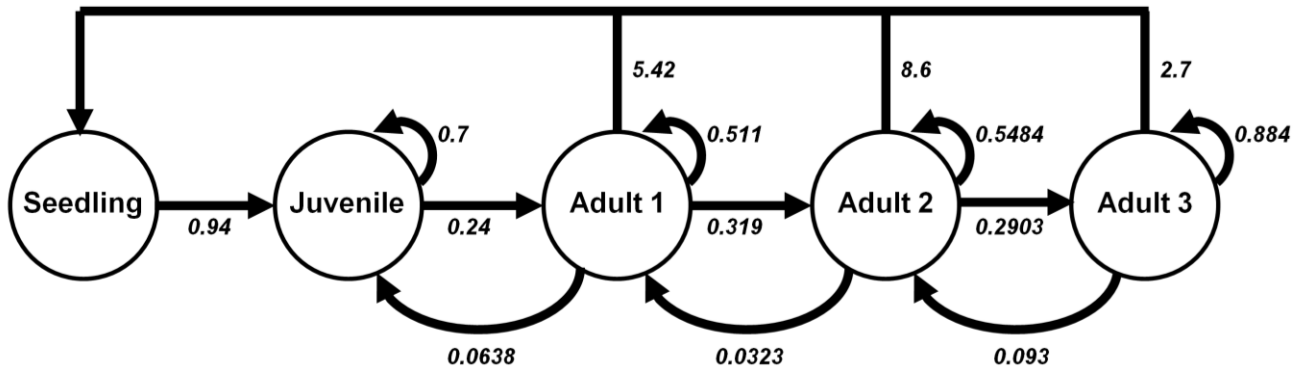 5.42 8.6 2.7
0.7 0.511 0.5484 0.884
Seedling Juvenile Adult 1 Adult 2 Adult 3
0.94 0.24 0.319 0.2903
0.0638 0.0323 0.093